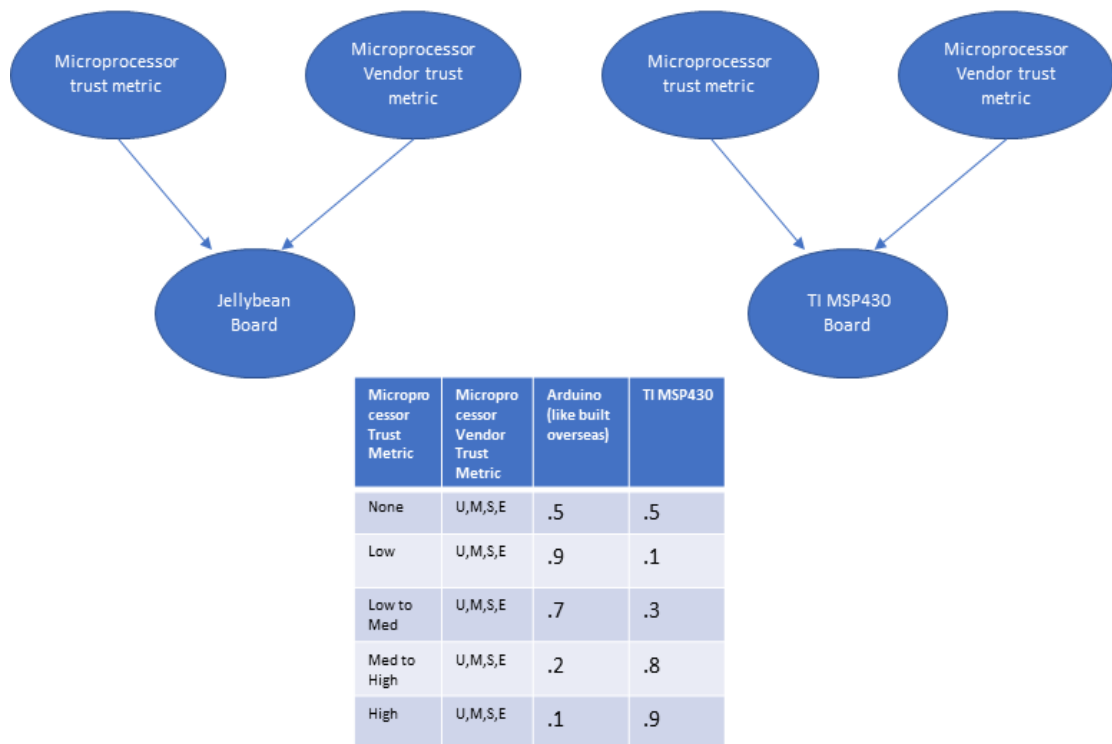 Microprocessor
trust metric
Microprocessor
Vendor trust
metric
Microprocessor
trust metric
Microprocessor
Vendor trust
metric
Jellybean
Board
TI MSP430
Board
Micropro
cessor
Trust
Metric
Micropro
cessor
Vendor
Trust
Metric
Arduino
(like built
overseas)
TI MSP430
None
U,M,S,E
.5
.5
Low
U,M,S,E
.9
.1
Low to
Med
U,M,S,E
.7
.3
Med to
High
U,M,S,E
.2
.8
High
U,M,S,E
.1
.9